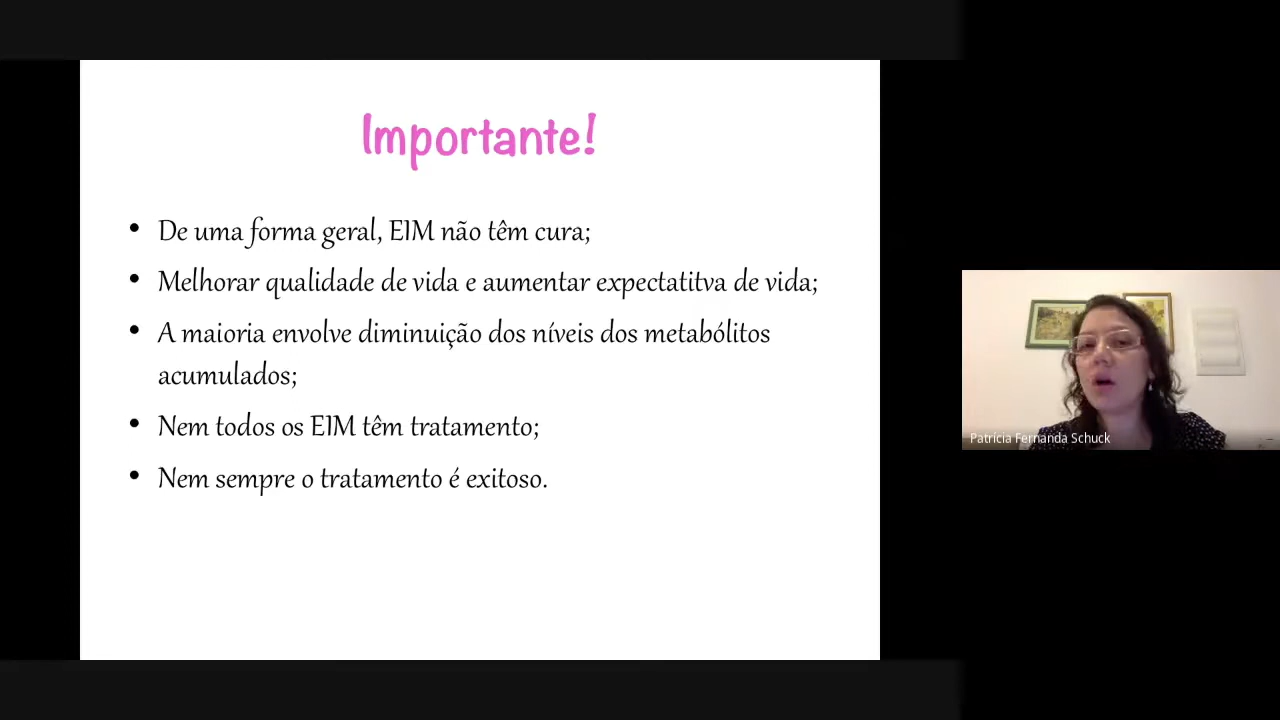 Importante!
• De uma forma geral, EIM não têm cura;
• Melhorar qualidade de vida e aumentar expectatitva de vida;
• A maioria envolve diminuição dos níveis dos metabólitos
acumulados;
• Nem todos os EIM têm tratamento;
• Nem sempre o tratamento é exitoso.
Patrícia Fernanda Schuck